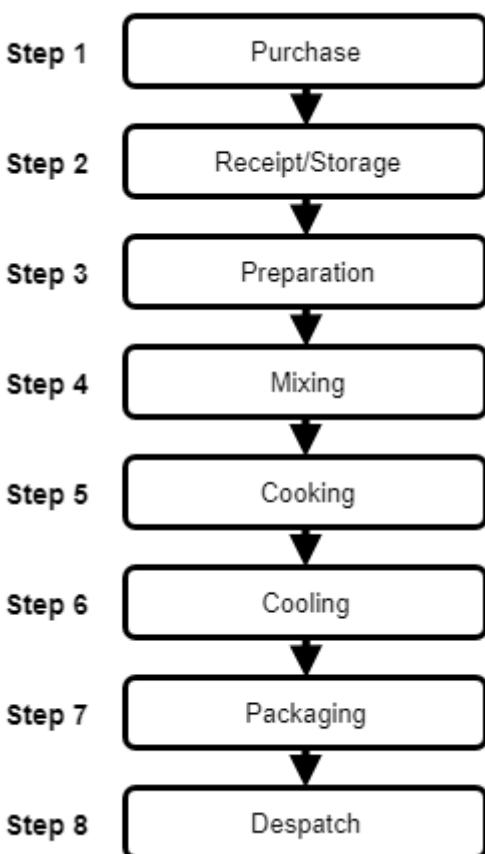 Step 1 Purchase
Step 2 Receipt/Storage
Step 3 Preparation
Step 4 Mixing
Step 5 Cooking
Step 6 Cooling
Step 7 Packaging
Step 8 Despatch